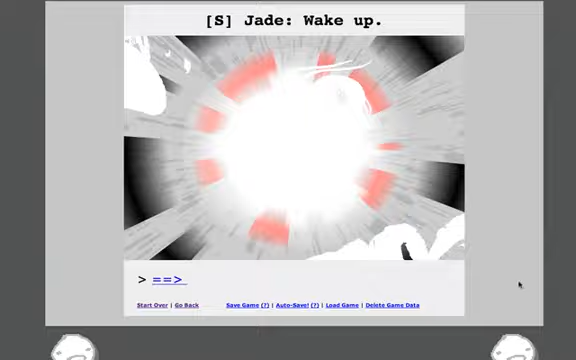 [S] Jade: Wake up.
> ==>
Start Over | Go Back Save Game (?) | Auto-Save! (?) | Load Game | Delete Game Data